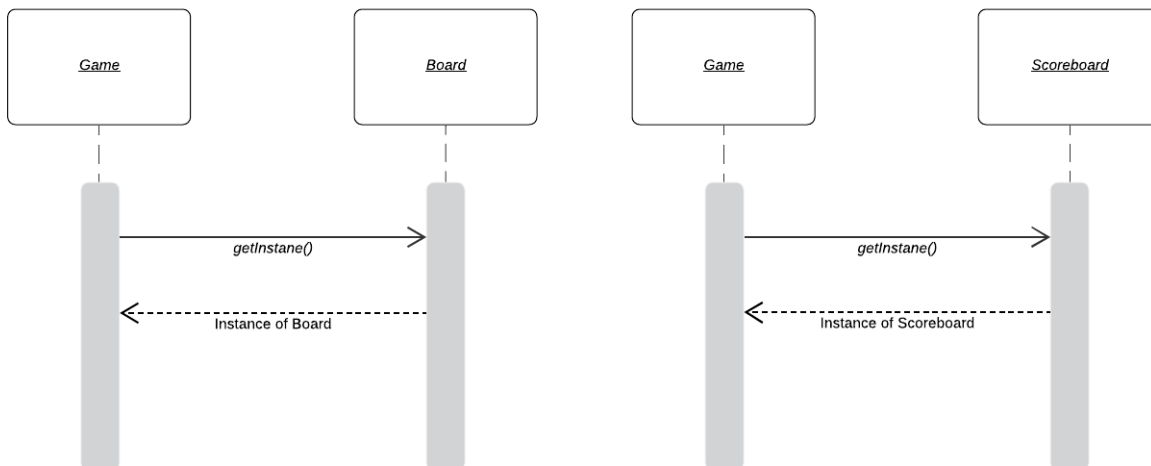 Game
Board
getInstane()
Instance of Board
Game
Scoreboard
getInstane()
Instance of Scoreboard